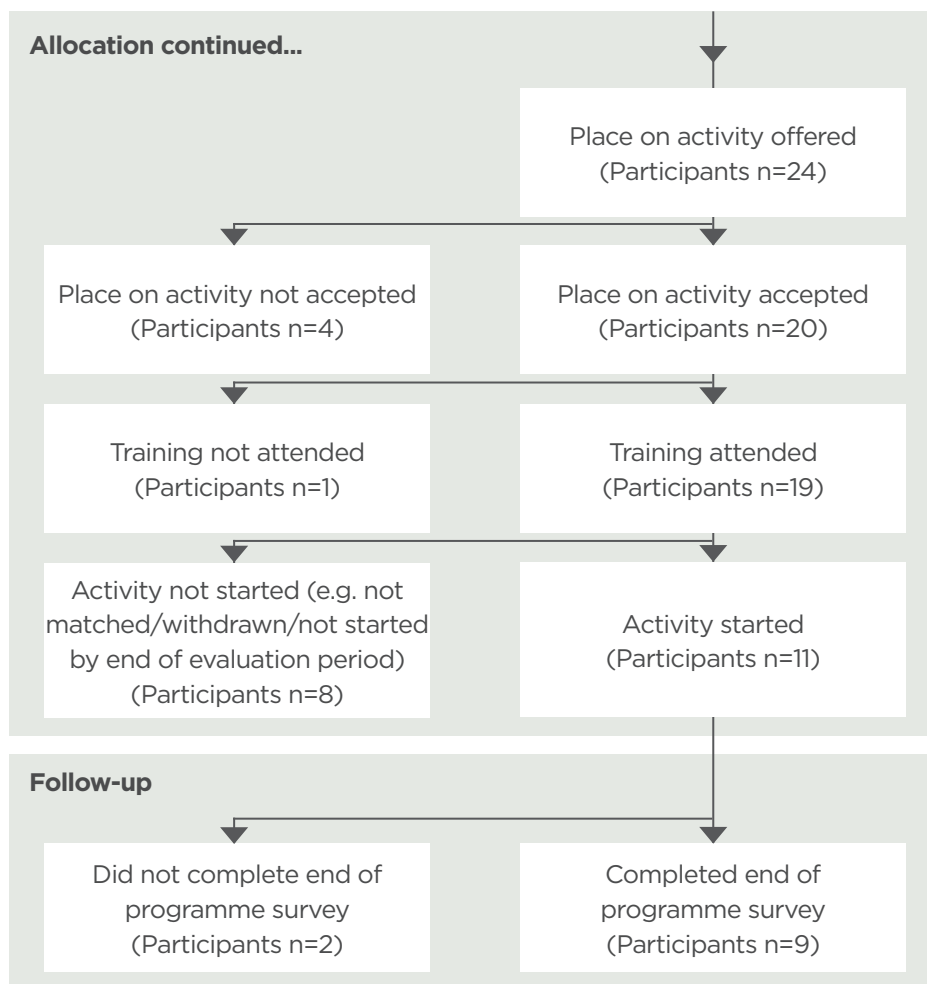 Allocation continued...
Place on activity offered
(Participants n=24)
Place on activity not accepted
(Participants n=4)
Place on activity accepted
(Participants n=20)
Training not attended
(Participants n=1)
Training attended
(Participants n=19)
Activity not started (e.g. not
matched/withdrawn/not started
by end of evaluation period)
(Participants n=8)
Activity started
(Participants n=11)
Follow-up
Did not complete end of
programme survey
(Participants n=2)
Completed end of
programme survey
(Participants n=9)